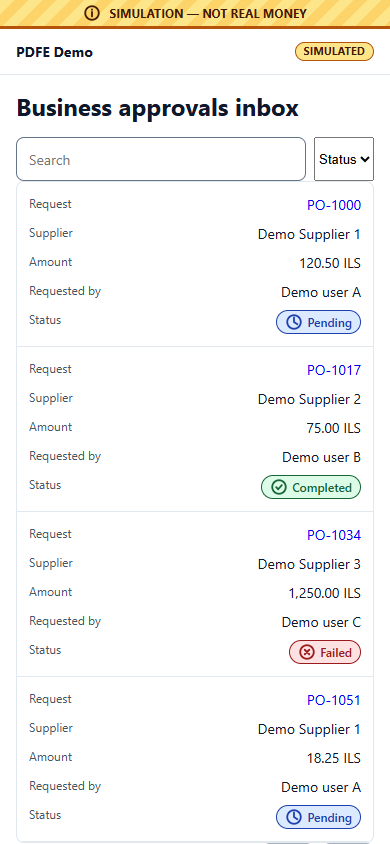 SIMULATION — NOT REAL MONEY
PDFE Demo SIMULATED
Business approvals inbox
Search Status
Request PO-1000
Supplier Demo Supplier 1
Amount 120.50 ILS
Requested by Demo user A
Status Pending
Request PO-1017
Supplier Demo Supplier 2
Amount 75.00 ILS
Requested by Demo user B
Status Completed
Request PO-1034
Supplier Demo Supplier 3
Amount 1,250.00 ILS
Requested by Demo user C
Status Failed
Request PO-1051
Supplier Demo Supplier 1
Amount 18.25 ILS
Requested by Demo user A
Status Pending